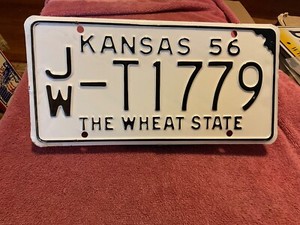 KANSAS 56
JW-T1779
THE WHEAT STATE